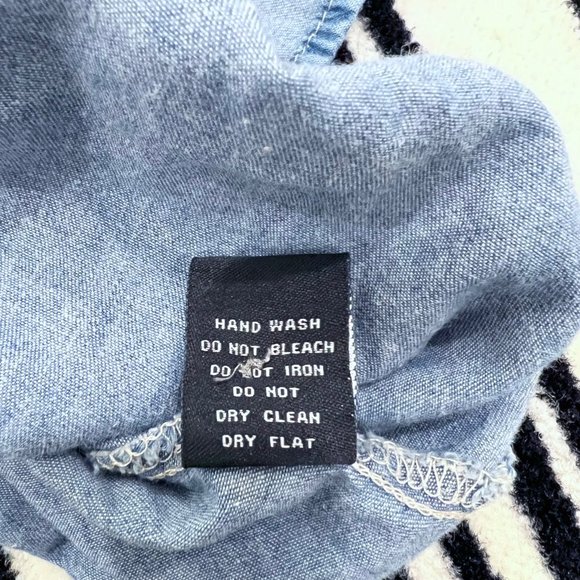 HAND WASH
DO NOT BLEACH
DO NOT IRON
DO NOT
DRY CLEAN
DRY FLAT